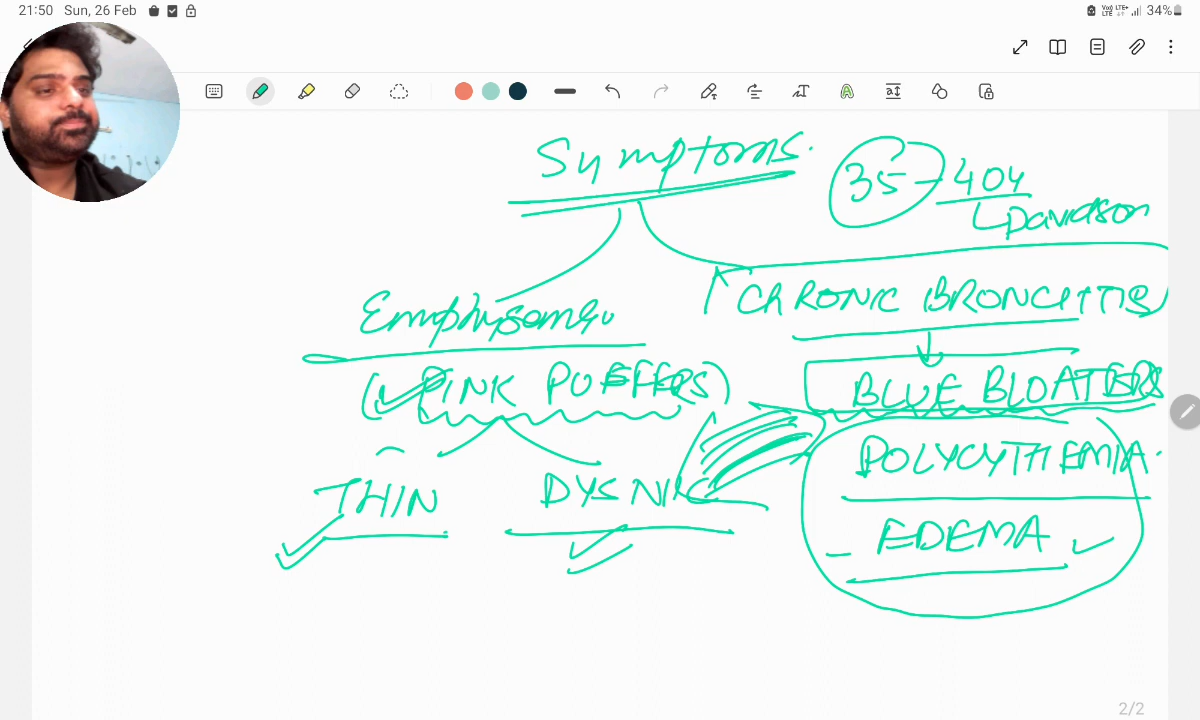 21:50 Sun, 26 Feb
34%
Symptoms.
35-404
Davidson
Emphysema.
(CHRONIC BRONCITIS)
(PINK PUFFERS)
BLUE BLOATERS
POLYCYTHEMIA.
THIN
DYSNIC
- EDEMA
2/2